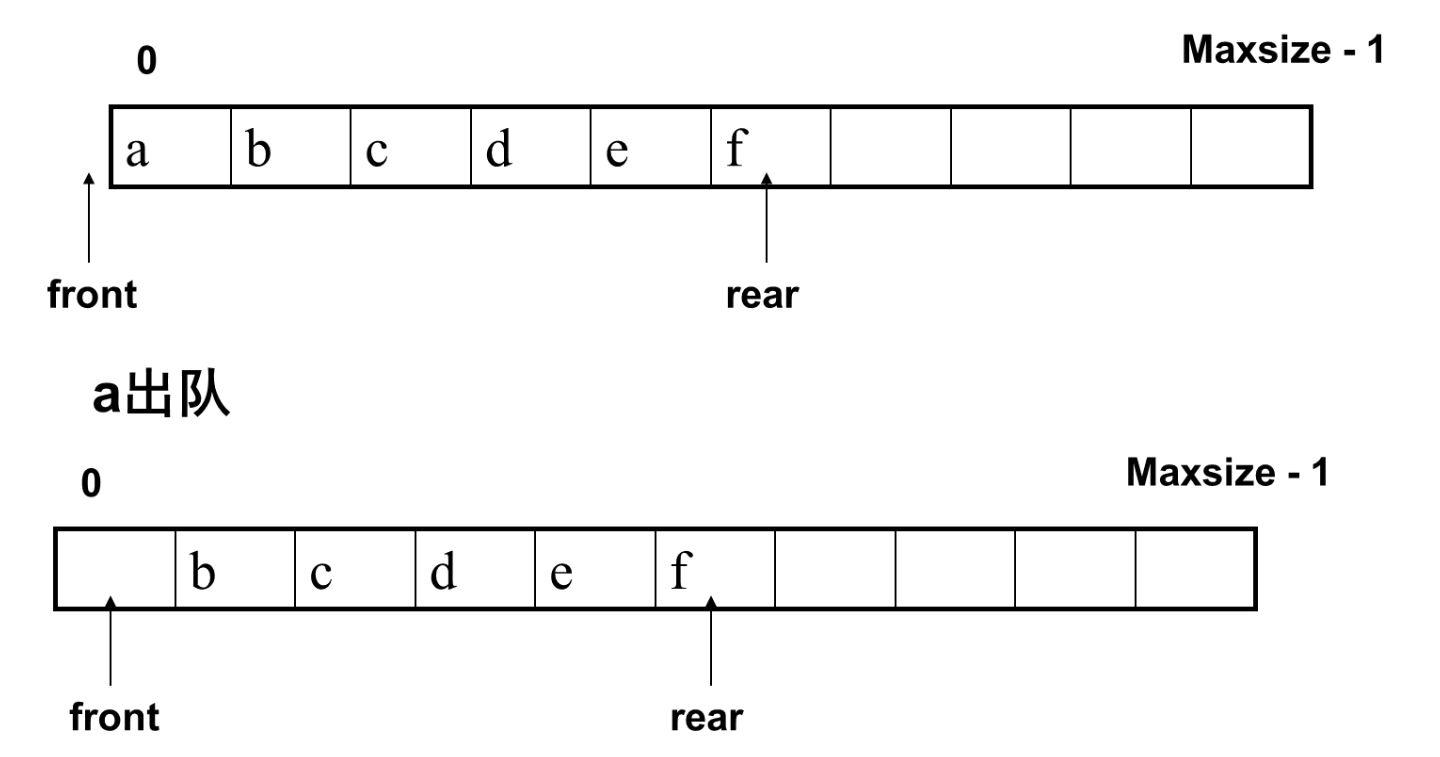 0 Maxsize - 1
a b c d e f
front rear
a出队
0 Maxsize - 1
b c d e f
front rear